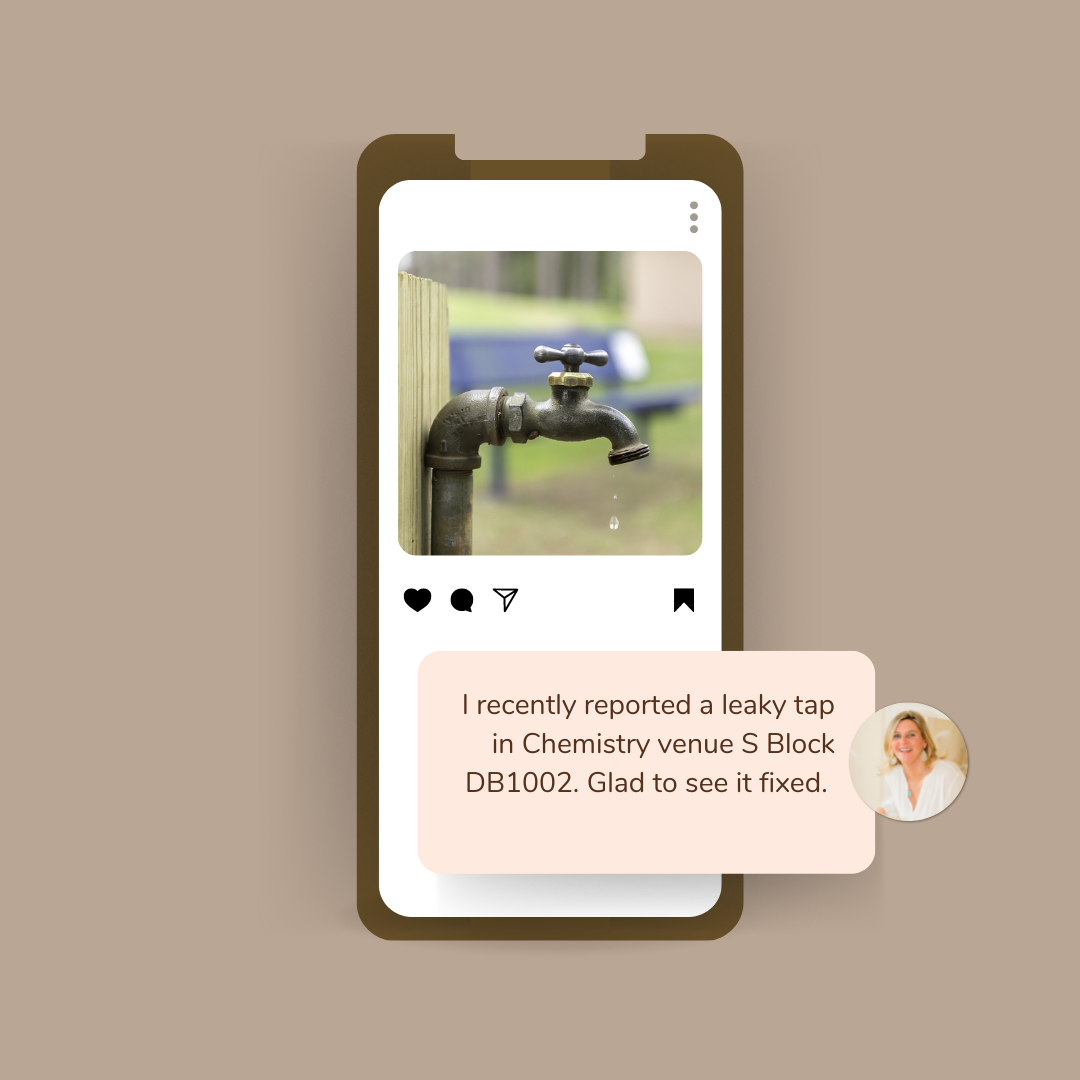 I recently reported a leaky tap
in Chemistry venue S Block
DB1002. Glad to see it fixed.